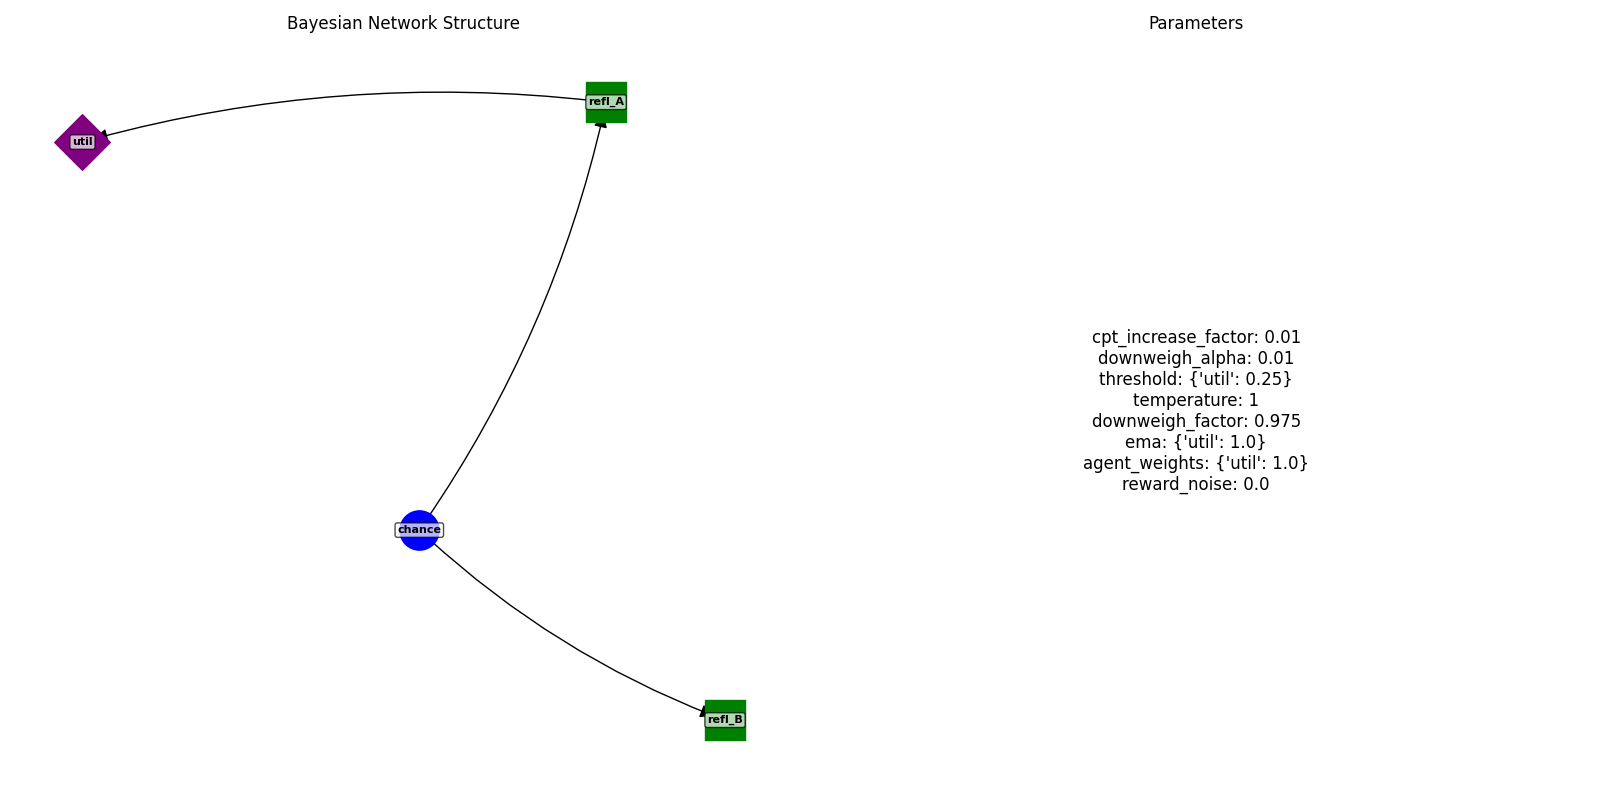 Bayesian Network Structure
Parameters
refl_A
util
chance
refl_B
cpt_increase_factor: 0.01
downweigh_alpha: 0.01
threshold: {'util': 0.25}
temperature: 1
downweigh_factor: 0.975
ema: {'util': 1.0}
agent_weights: {'util': 1.0}
reward_noise: 0.0